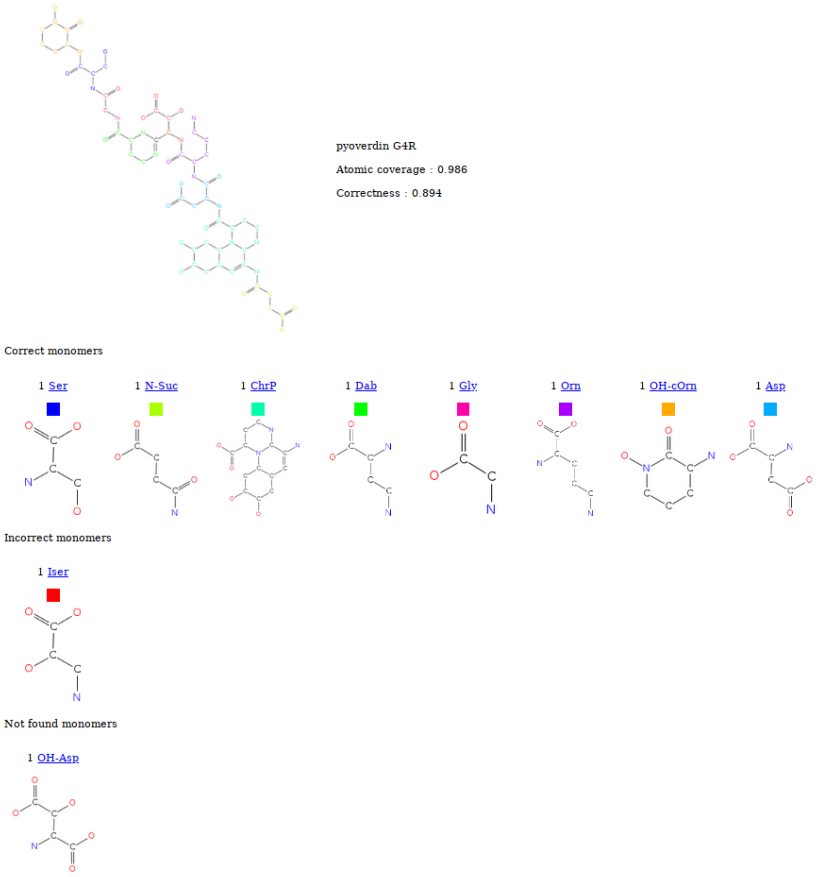 pyoverdin G4R
Atomic coverage : 0.986
Correctness : 0.894
Correct monomers
1 Ser
1 N-Suc
1 ChrP
1 Dab
1 Gly
1 Orn
1 OH-cOrn
1 Asp
Incorrect monomers
1 Iser
Not found monomers
1 OH-Asp